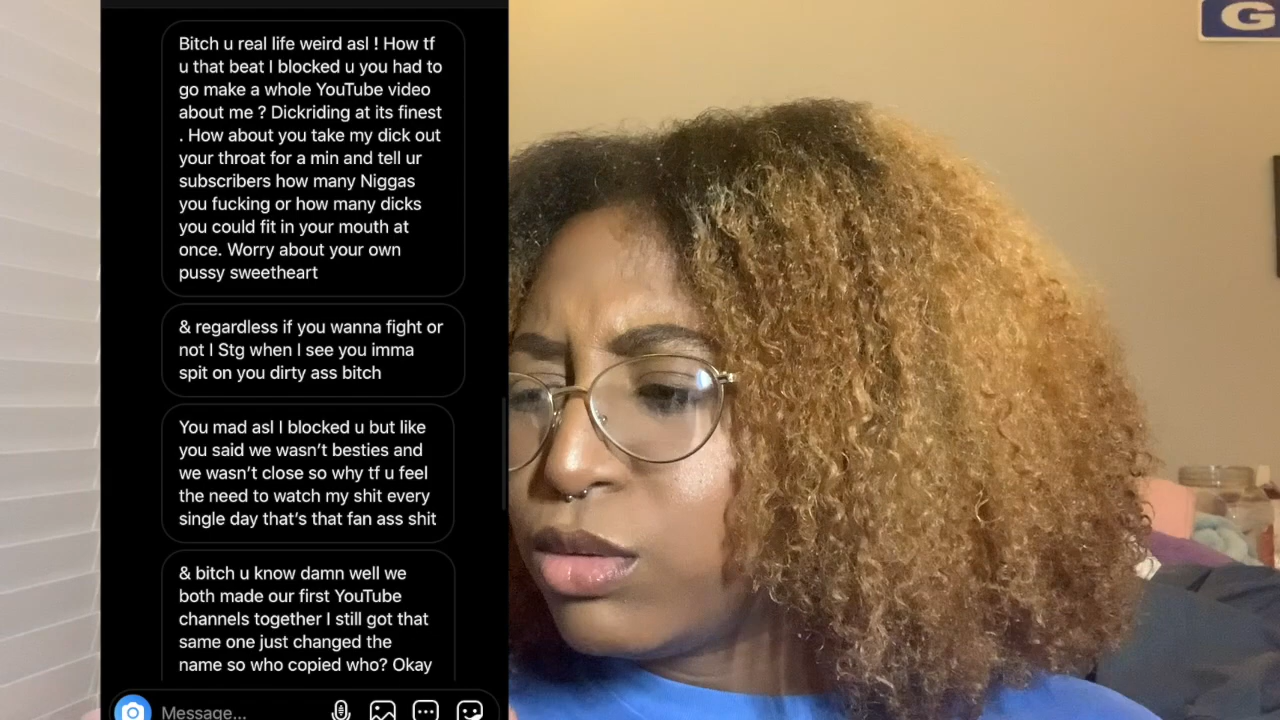 G
Bitch u real life weird asl ! How tf
u that beat I blocked u you had to
go make a whole YouTube video
about me ? Dickriding at its finest
. How about you take my dick out
your throat for a min and tell ur
subscribers how many Niggas
you fucking or how many dicks
you could fit in your mouth at
once. Worry about your own
pussy sweetheart
& regardless if you wanna fight or
not I Stg when I see you imma
spit on you dirty ass bitch
You mad asl I blocked u but like
you said we wasn’t besties and
we wasn’t close so why tf u feel
the need to watch my shit every
single day that’s that fan ass shit
& bitch u know damn well we
both made our first YouTube
channels together I still got that
same one just changed the
name so who copied who? Okay
Message...